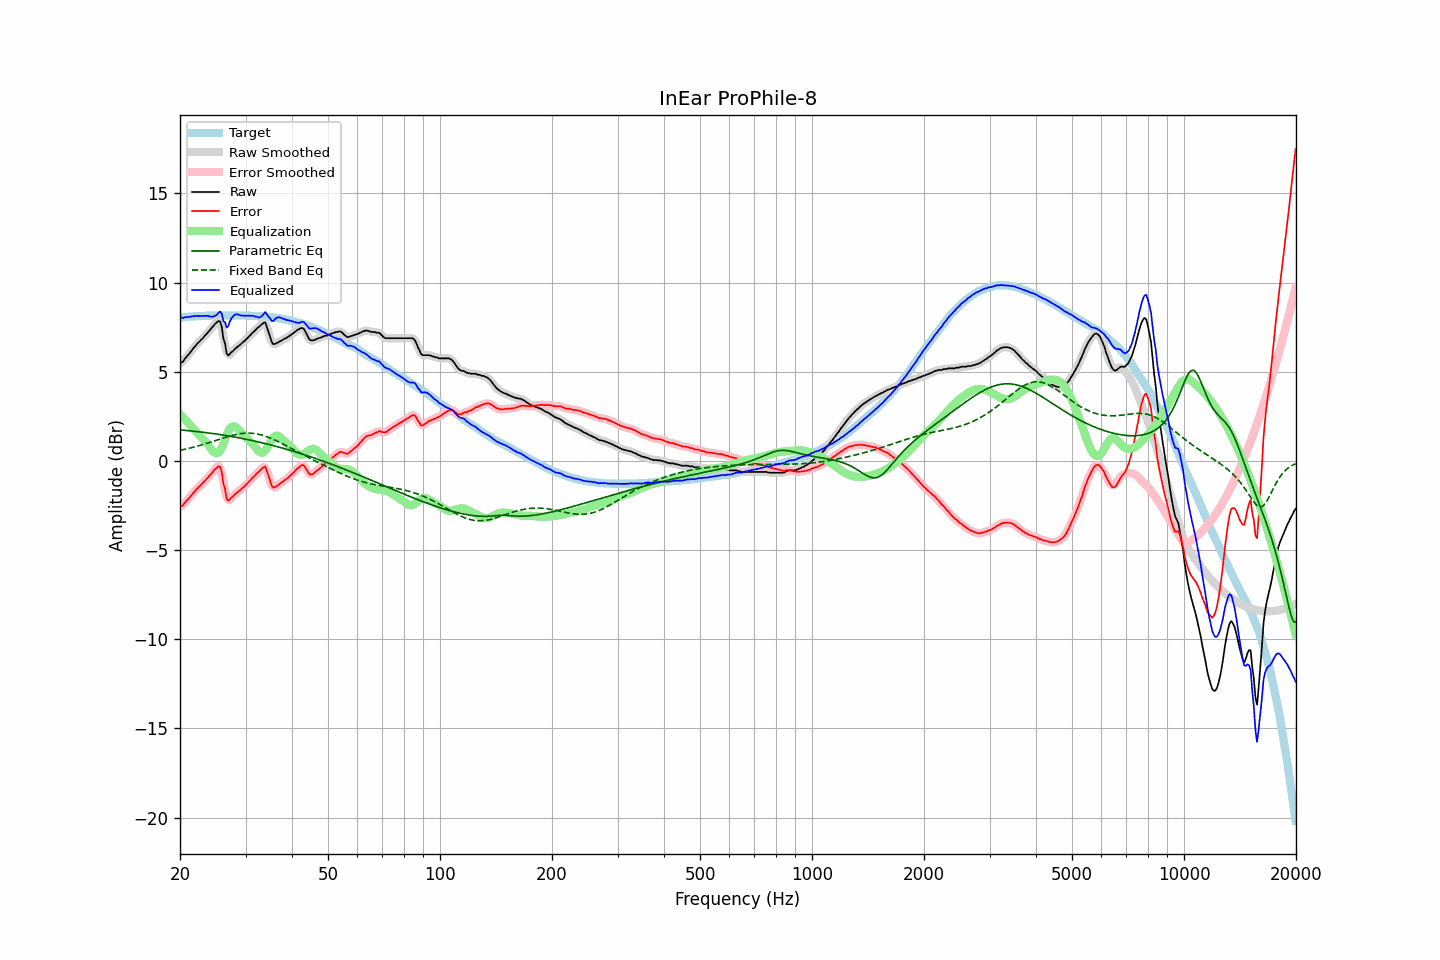 InEar ProPhile-8
Target
Raw Smoothed
Error Smoothed
Raw
Error
Equalization
Parametric Eq
Fixed Band Eq
Equalized
15
10
5
0
−5
−10
−15
−20
Amplitude (dBr)
20 50 100 200 500 1000 2000 5000 10000 20000
Frequency (Hz)